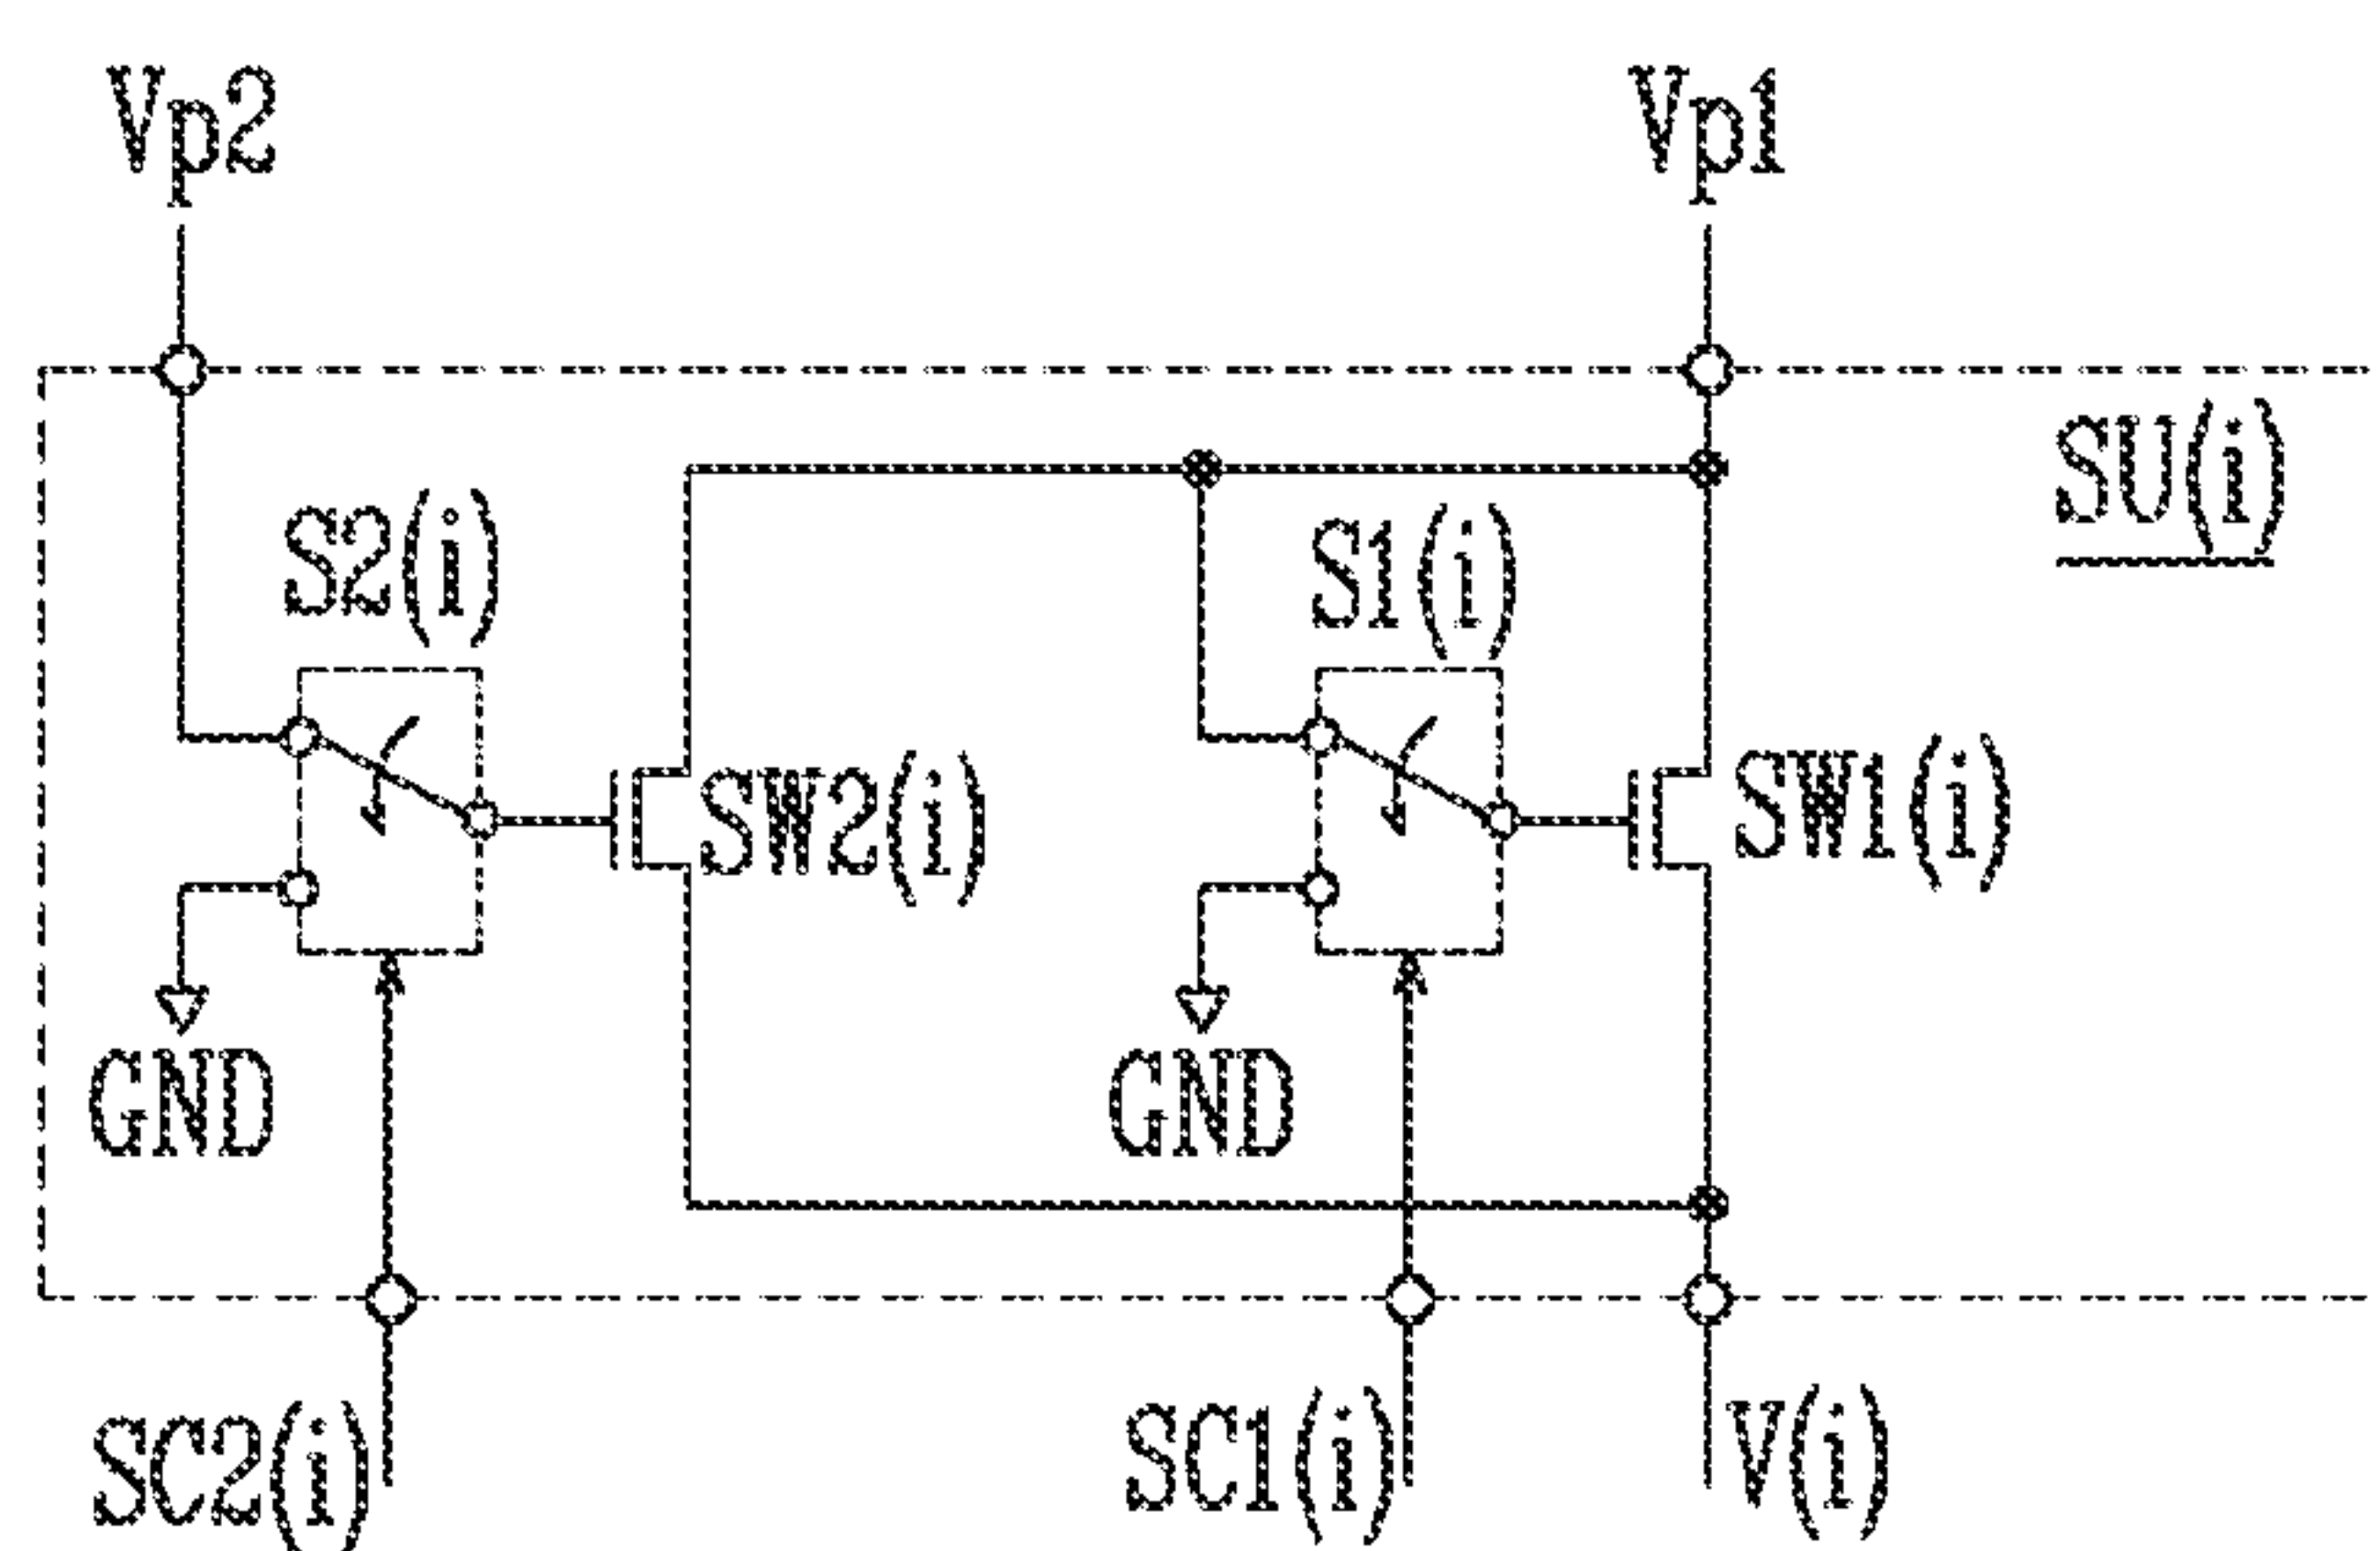 Vp2
Vp1
SU(i)
S2(i)
S1(i)
SW2(i)
SW1(i)
GND
GND
SC2(i)
SC1(i)
V(i)